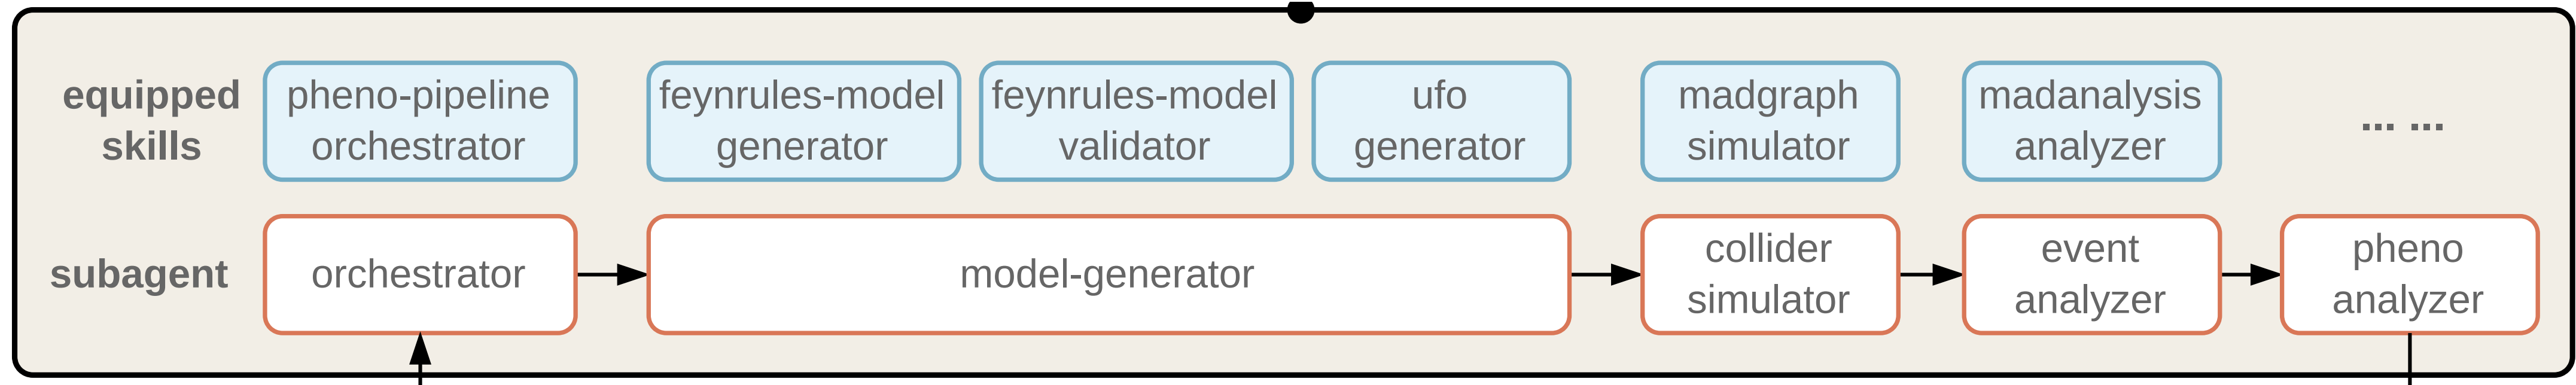 equipped
skills
pheno-pipeline
orchestrator
feynrules-model
generator
feynrules-model
validator
ufo
generator
madgraph
simulator
madanalysis
analyzer
... ...
subagent
orchestrator
model-generator
collider
simulator
event
analyzer
pheno
analyzer